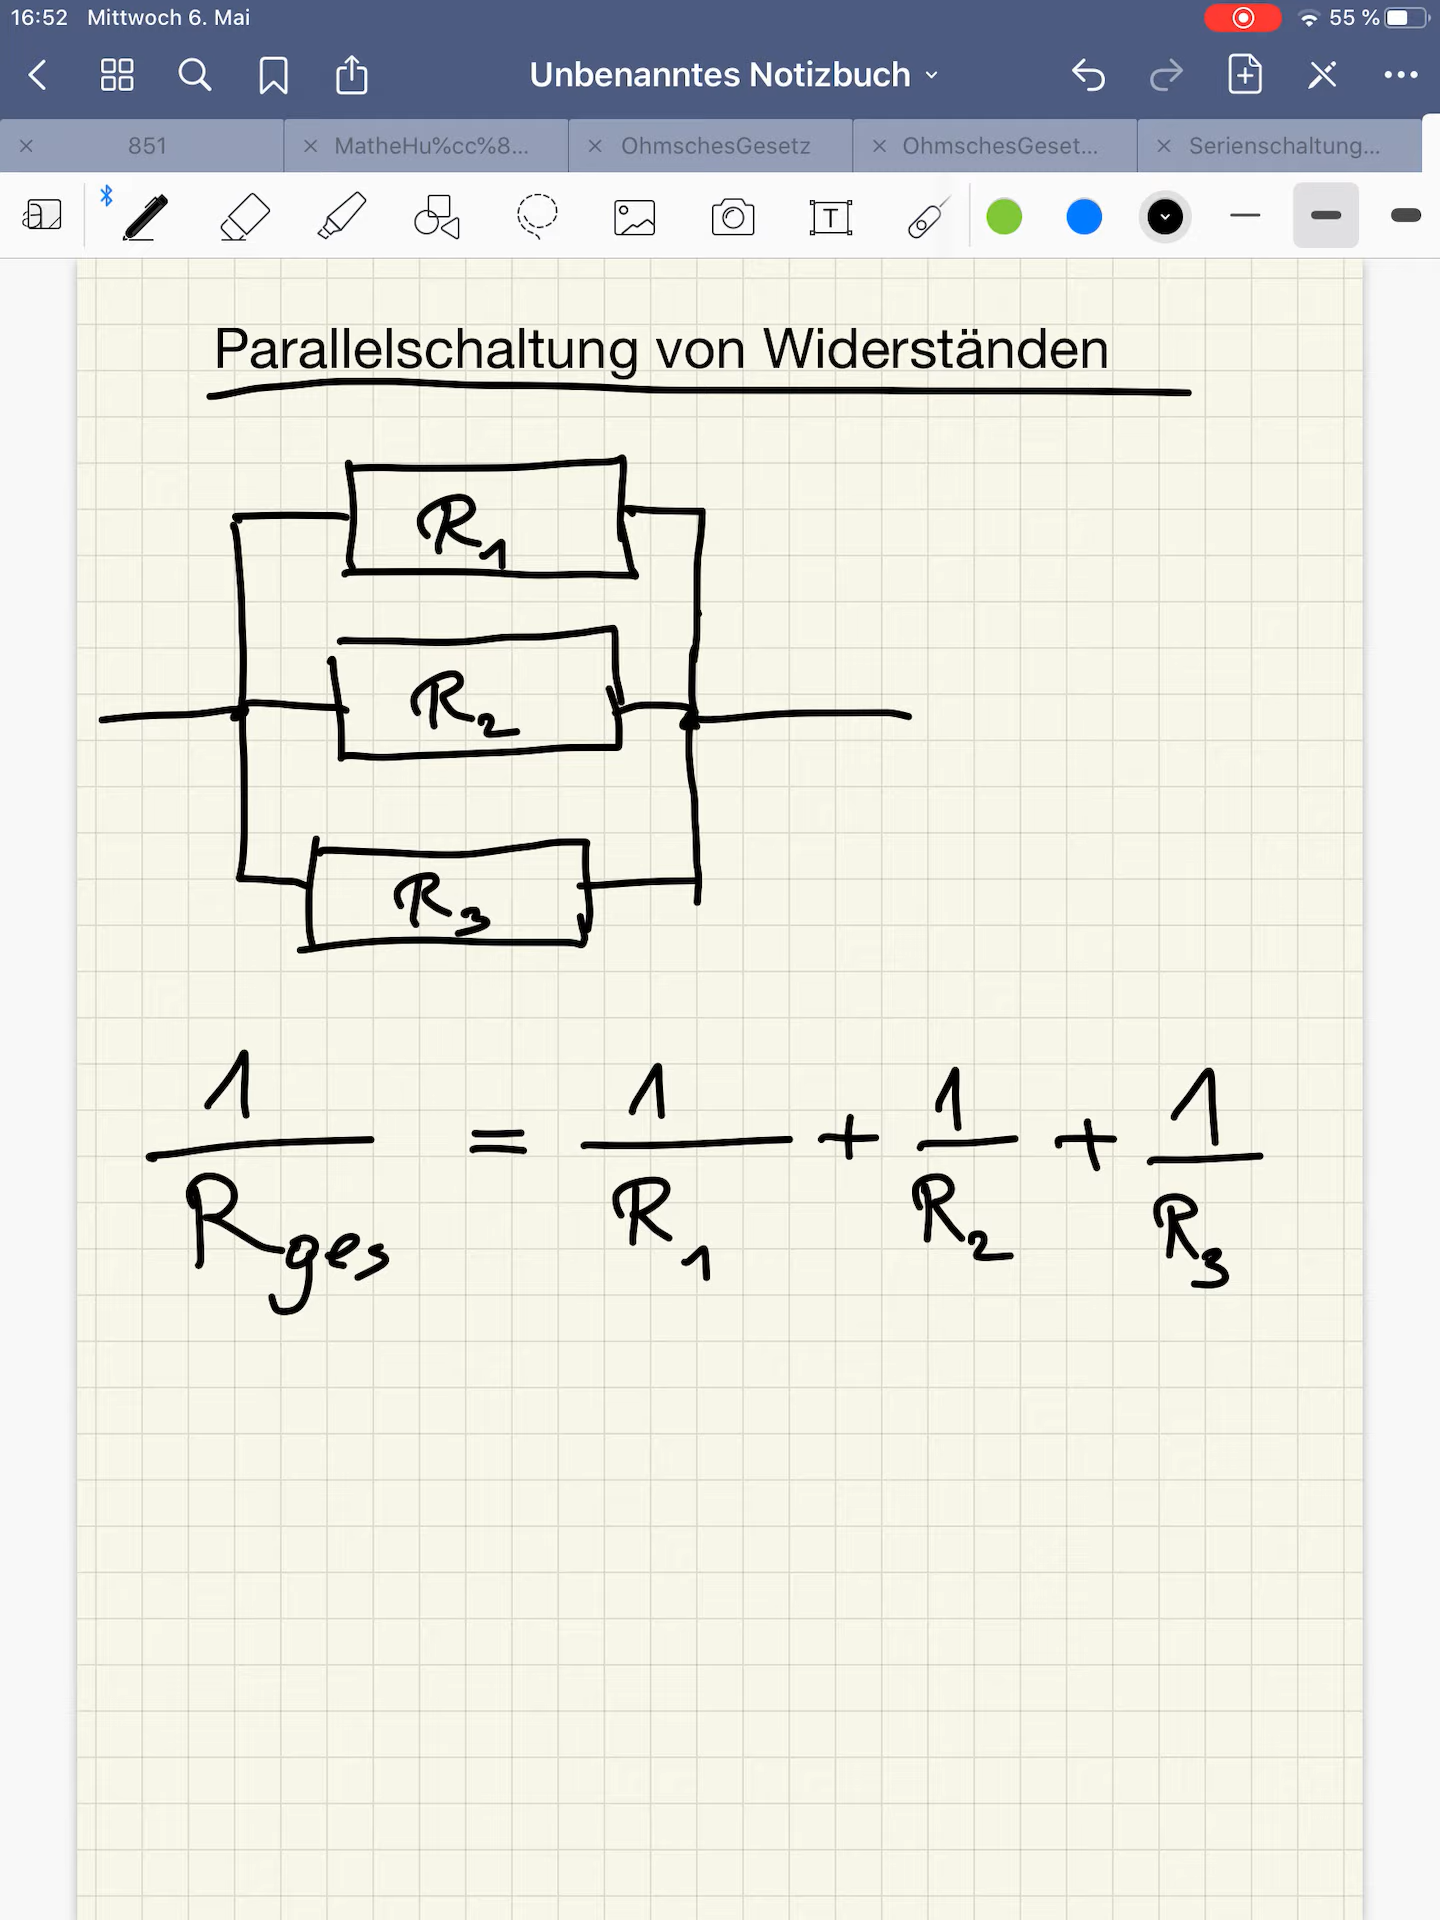 16:52 Mittwoch 6. Mai 55 %
Unbenanntes Notizbuch
851 MatheHu%cc%8... OhmschesGesetz OhmschesGeset... Serienschaltung...
T
Parallelschaltung von Widerständen
R₁
R₂
R₃
1/R_ges = 1/R₁ + 1/R₂ + 1/R₃